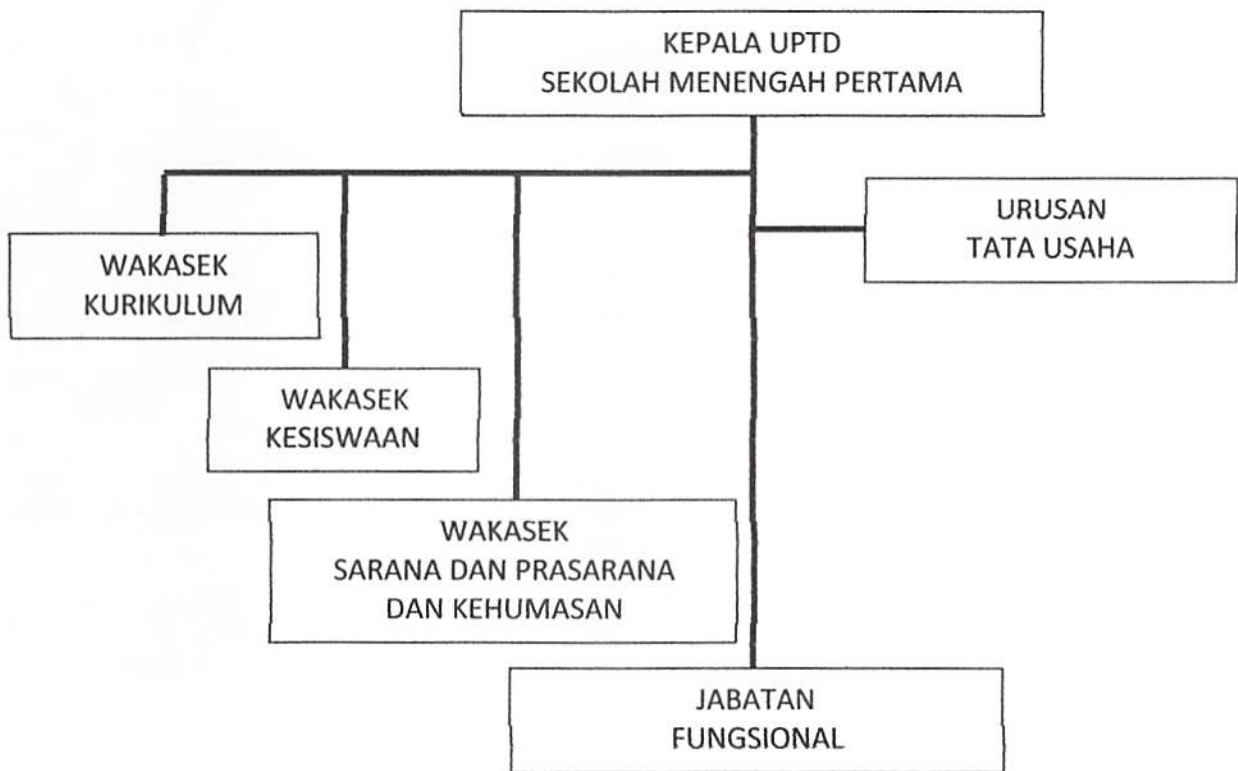 KEPALA UPTD
SEKOLAH MENENGAH PERTAMA
URUSAN
TATA USAHA
WAKASEK
KURIKULUM
WAKASEK
KESISWAAN
WAKASEK
SARANA DAN PRASARANA
DAN KEHUMASAN
JABATAN
FUNGSIONAL